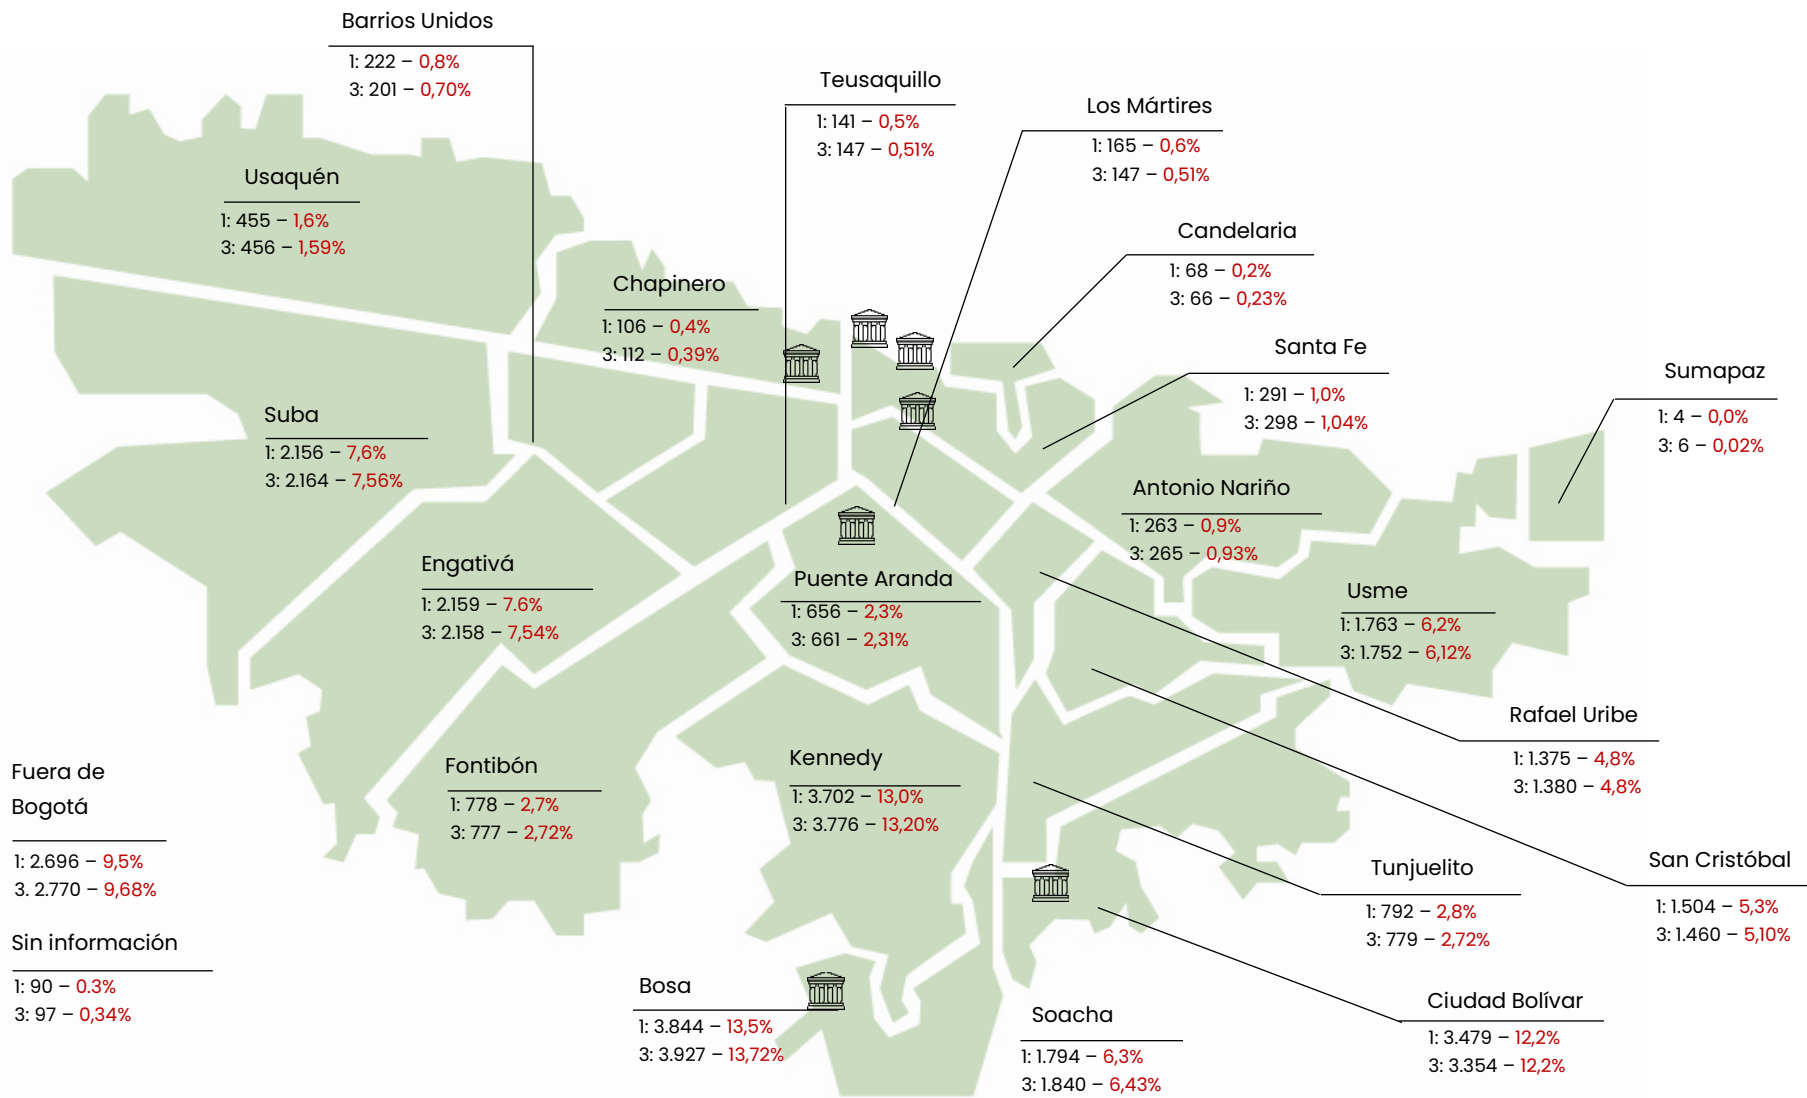 Barrios Unidos
1: 222 – 0,8%
3: 201 – 0,70%
Teusaquillo
1: 141 – 0,5%
3: 147 – 0,51%
Los Mártires
1: 165 – 0,6%
3: 147 – 0,51%
Usaquén
1: 455 – 1,6%
3: 456 – 1,59%
Candelaria
1: 68 – 0,2%
3: 66 – 0,23%
Chapinero
1: 106 – 0,4%
3: 112 – 0,39%
Santa Fe
1: 291 – 1,0%
3: 298 – 1,04%
Sumapaz
1: 4 – 0,0%
3: 6 – 0,02%
Suba
1: 2.156 – 7,6%
3: 2.164 – 7,56%
Antonio Nariño
1: 263 – 0,9%
3: 265 – 0,93%
Engativá
1: 2.159 – 7.6%
3: 2.158 – 7,54%
Puente Aranda
1: 656 – 2,3%
3: 661 – 2,31%
Usme
1: 1.763 – 6,2%
3: 1.752 – 6,12%
Rafael Uribe
1: 1.375 – 4,8%
3: 1.380 – 4,8%
Fuera de
Bogotá
1: 2.696 – 9,5%
3. 2.770 – 9,68%
Fontibón
1: 778 – 2,7%
3: 777 – 2,72%
Kennedy
1: 3.702 – 13,0%
3: 3.776 – 13,20%
Tunjuelito
1: 792 – 2,8%
3: 779 – 2,72%
San Cristóbal
1: 1.504 – 5,3%
3: 1.460 – 5,10%
Sin información
1: 90 – 0.3%
3: 97 – 0,34%
Bosa
1: 3.844 – 13,5%
3: 3.927 – 13,72%
Soacha
1: 1.794 – 6,3%
3: 1.840 – 6,43%
Ciudad Bolívar
1: 3.479 – 12,2%
3: 3.354 – 12,2%